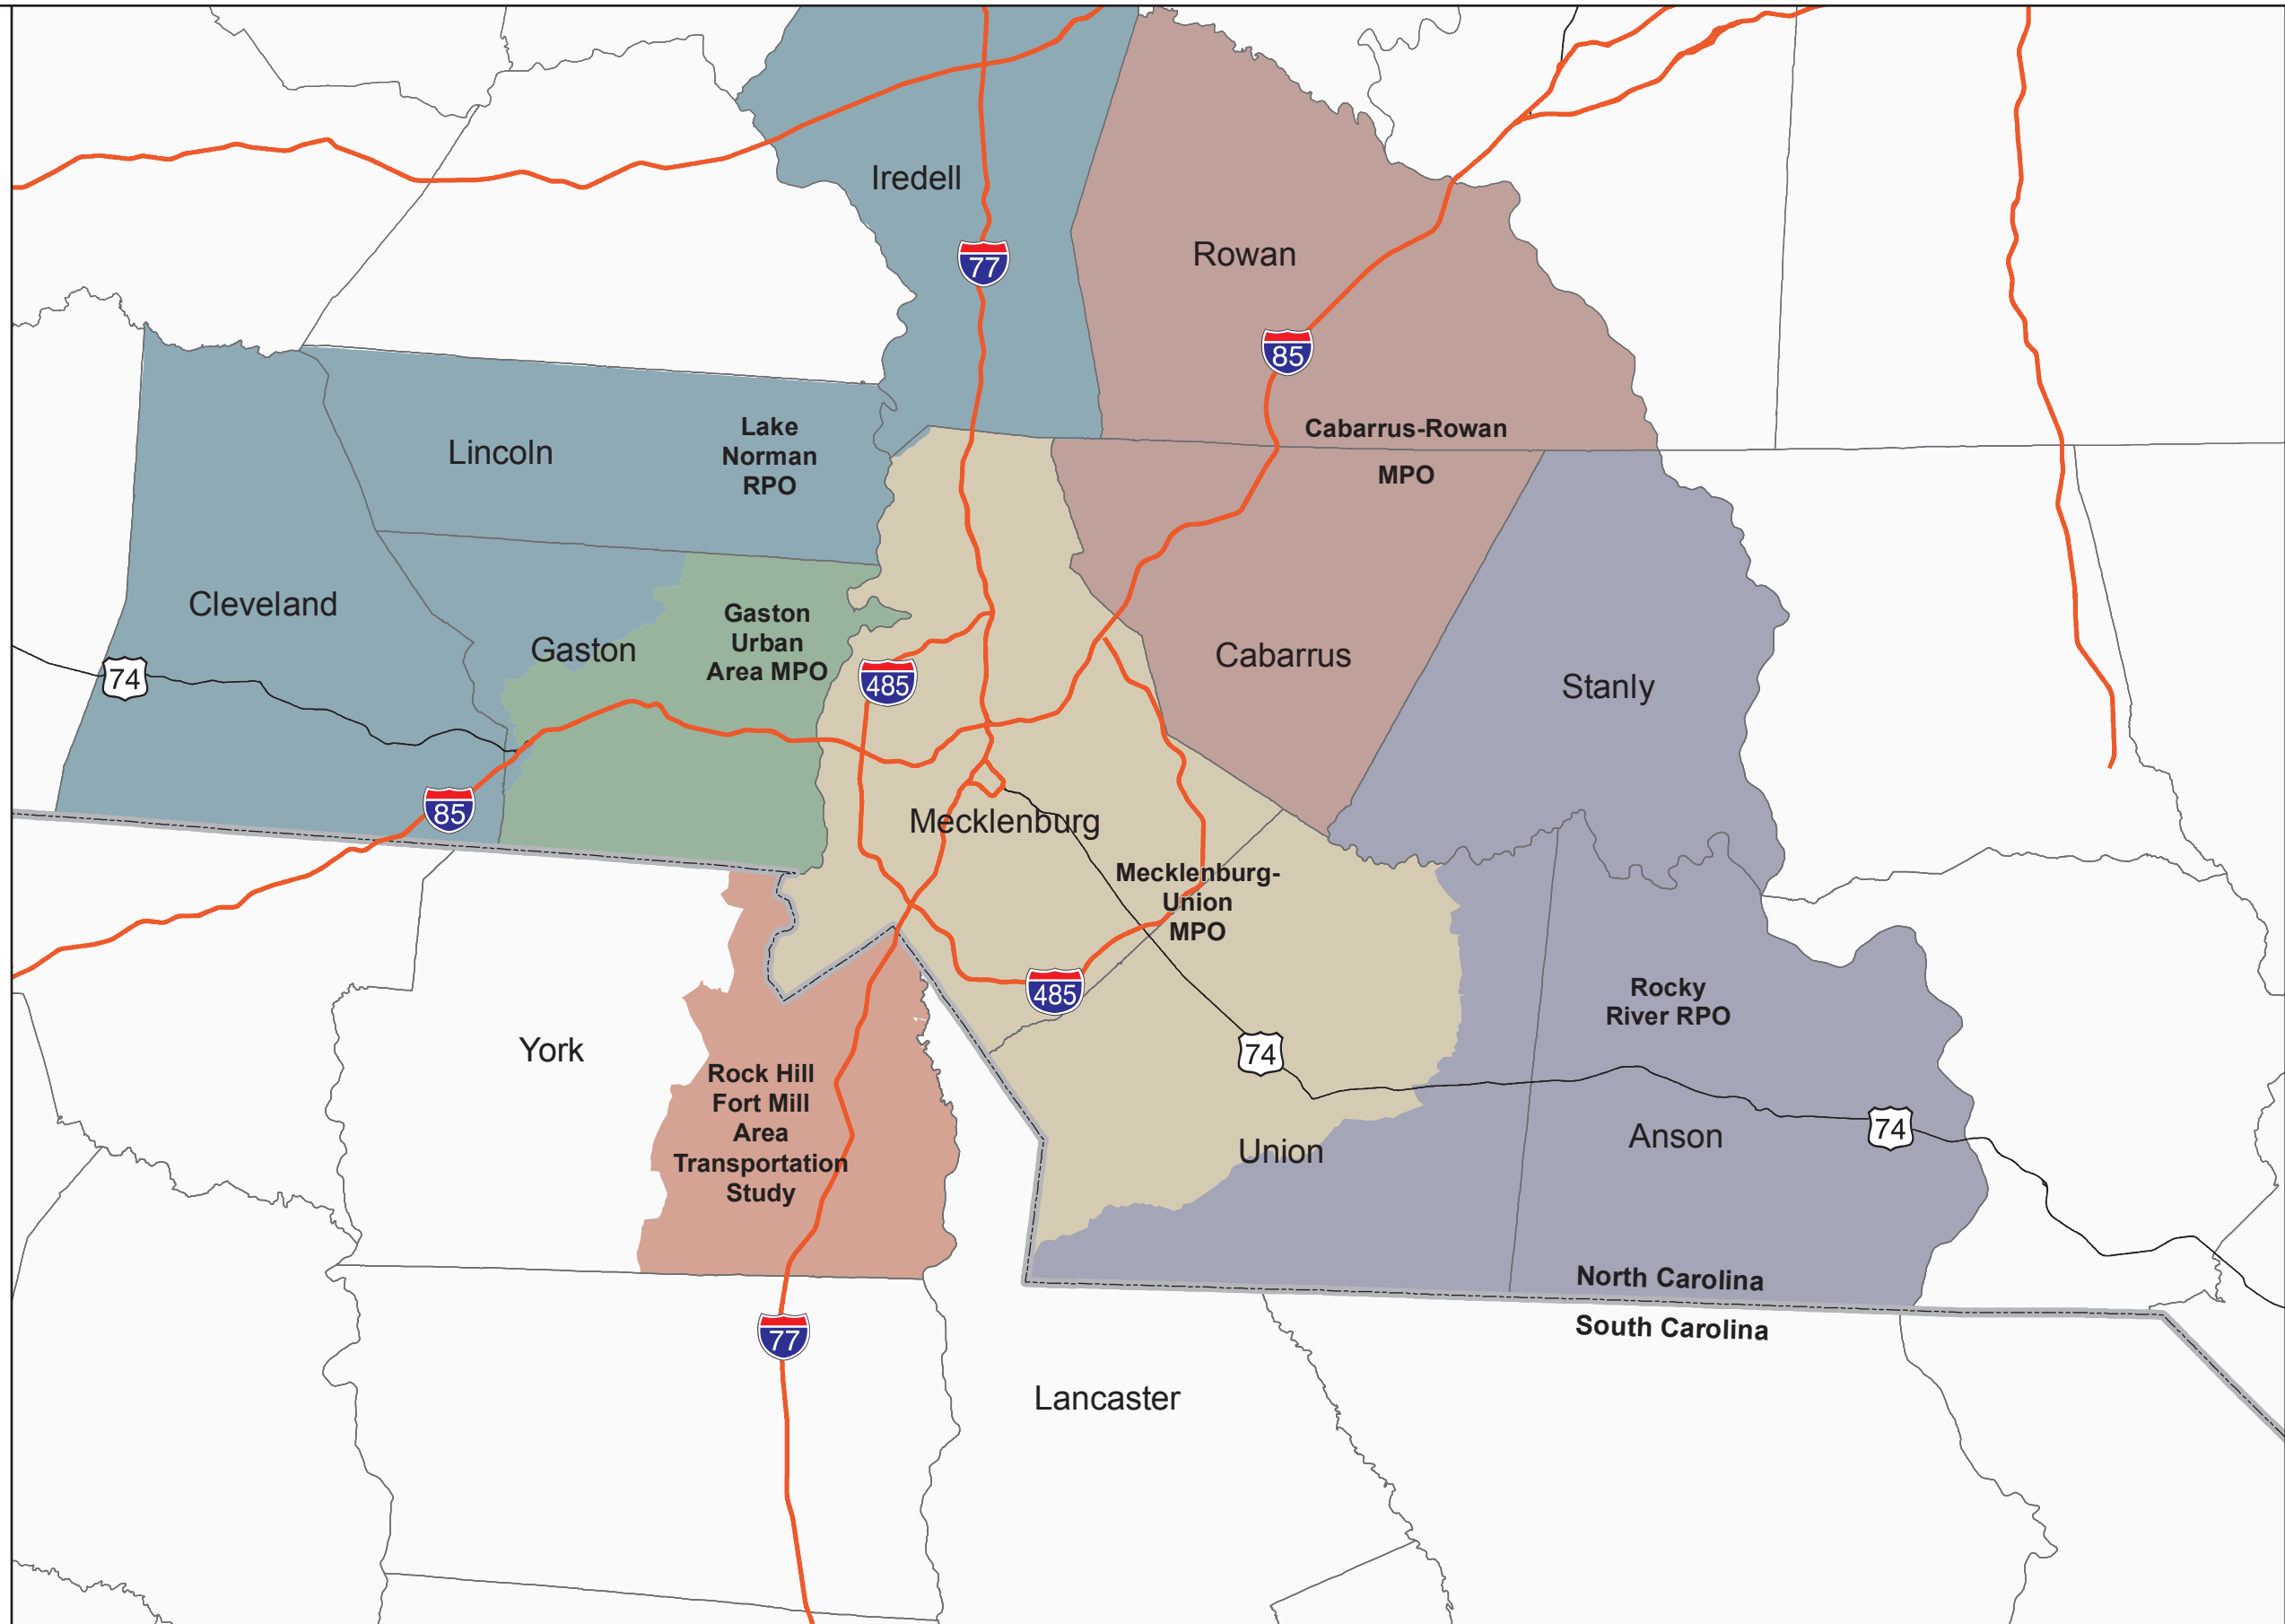 Iredell
77
Rowan
85
Cabarrus-Rowan
MPO
Lincoln
Lake
Norman
RPO
Cleveland
Gaston
Gaston
Urban
Area MPO
74
485
Cabarrus
Stanly
85
Mecklenburg
Mecklenburg-
Union
MPO
485
Rocky
River RPO
York
74
Rock Hill
Fort Mill
Area
Transportation
Study
Union
Anson
74
North Carolina
South Carolina
77
Lancaster